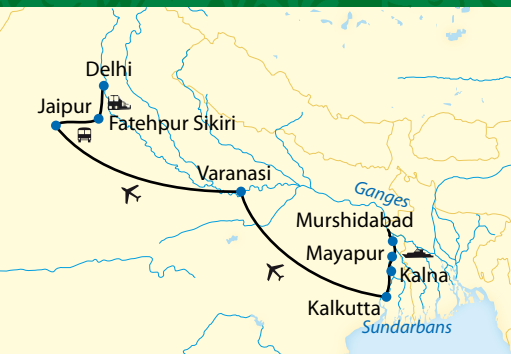 Delhi
Jaipur
Fatehpur Sikiri
Varanasi
Ganges
Murshidabad
Mayapur
Kalna
Kalkutta
Sundarbans